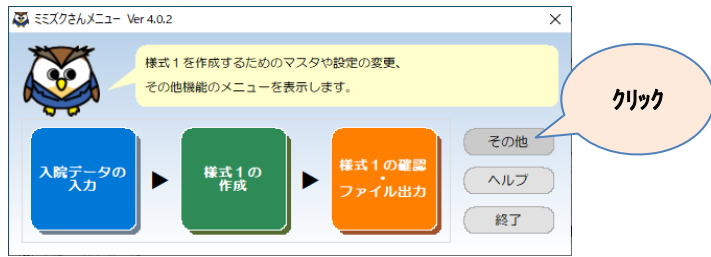 ミミズクさんメニュー Ver 4.0.2
様式１を作成するためのマスタや設定の変更、
その他機能のメニューを表示します。
クリック
その他
入院データの
入力
▶
様式１の
作成
▶
様式１の確認
・
ファイル出力
ヘルプ
終了